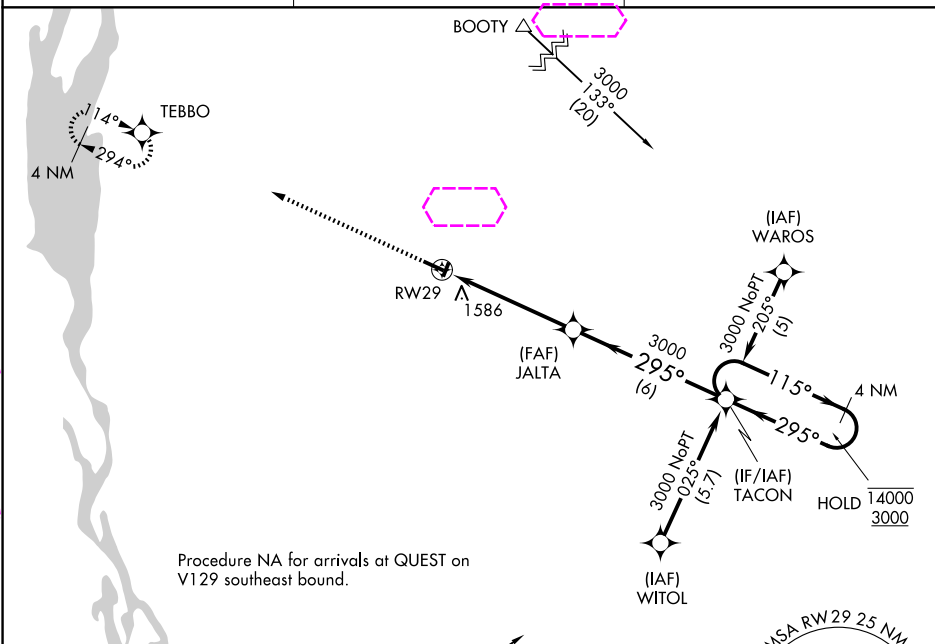 BOOTY
3000
133°
(20)
TEBBO
114°
294°
4 NM
(IAF)
WAROS
3000 NoPT
205°
(5)
RW29
1586
(FAF)
JALTA
3000
295°
(6)
115°
4 NM
295°
3000 NoPT
025°
(5.7)
(IF/IAF)
TACON
HOLD
14000
3000
(IAF)
WITOL
Procedure NA for arrivals at QUEST on
V129 southeast bound.
MSA RW29 25 NM